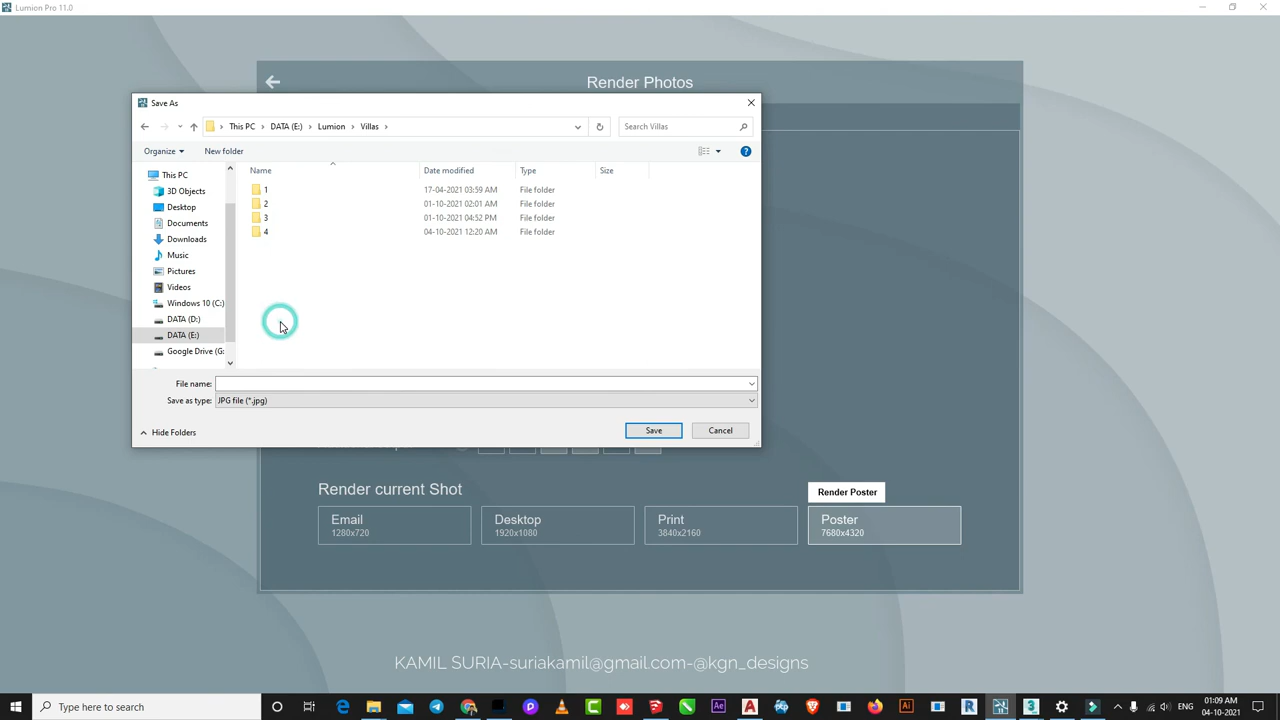 Lumion Pro 11.0
Render Photos
Save As
This PC
DATA (E:)
Lumion
Villas
Search Villas
Organize
New folder
Name
Date modified
Type
Size
This PC
3D Objects
Desktop
Documents
Downloads
Music
Pictures
Videos
Windows 10 (C:)
DATA (D:)
DATA (E:)
Google Drive (G:
1 17-04-2021 03:59 AM File folder
2 01-10-2021 02:01 AM File folder
3 01-10-2021 04:52 PM File folder
4 04-10-2021 12:20 AM File folder
File name:
Save as type: JPG file (*.jpg)
Hide Folders
Save
Cancel
Render current Shot
Render Poster
Email
1280x720
Desktop
1920x1080
Print
3840x2160
Poster
7680x4320
KAMIL SURIA-suriakamil@gmail.com-@kgn_designs
Type here to search
ENG
01:09 AM
04-10-2021